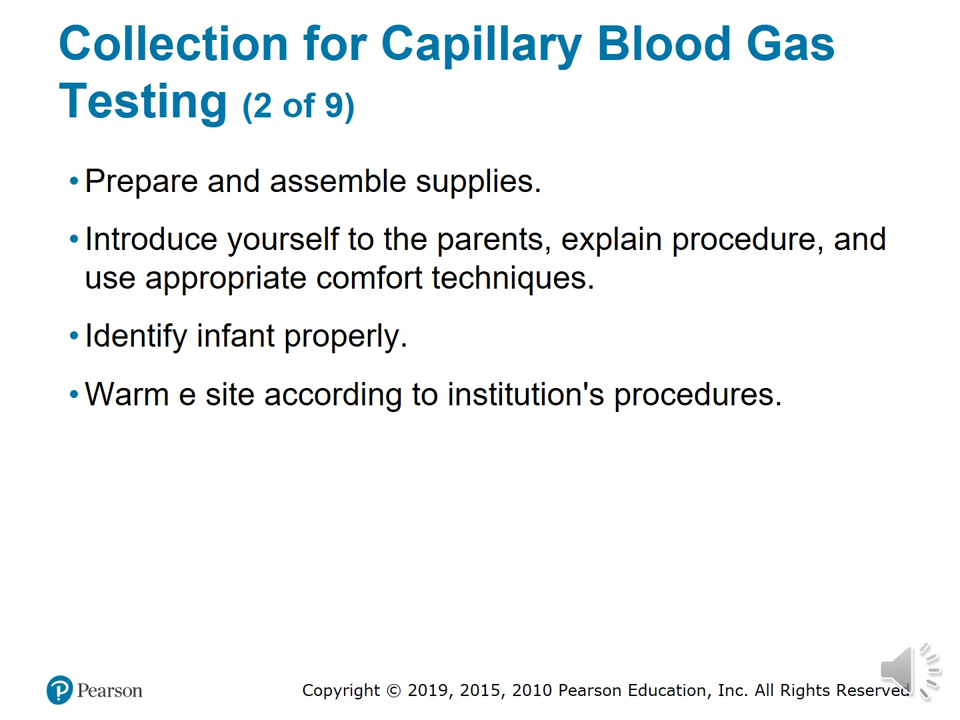 Collection for Capillary Blood Gas
Testing (2 of 9)
•Prepare and assemble supplies.
•Introduce yourself to the parents, explain procedure, and
use appropriate comfort techniques.
•Identify infant properly.
•Warm e site according to institution's procedures.
Pearson
Copyright © 2019, 2015, 2010 Pearson Education, Inc. All Rights Reserved